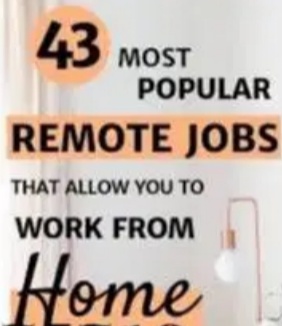 43 MOST
POPULAR
REMOTE JOBS
THAT ALLOW YOU TO
WORK FROM
Home